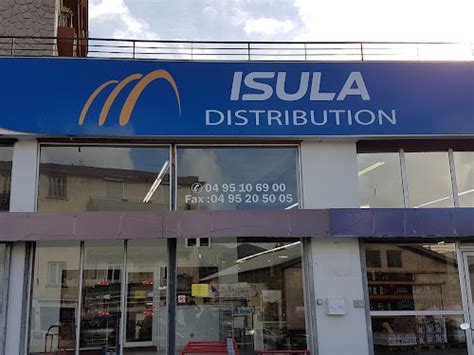 ISULA
DISTRIBUTION
✆ 04 95 10 69 00
Fax : 04 95 20 50 05